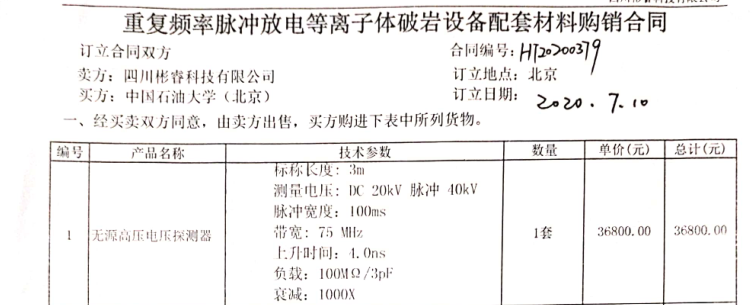 重复频率脉冲放电等离子体破岩设备配套材料购销合同
订立合同双方
合同编号：HT20200379
卖方：四川彬睿科技有限公司
订立地点：北京
买方：中国石油大学（北京）
订立日期：2020.7.10
一、经买卖双方同意，由卖方出售，买方购进下表中所列货物。
编号 产品名称 技术参数 数量 单价(元) 总计(元)
标称长度：3m
测量电压：DC 20kV 脉冲 40kV
脉冲宽度：100ms
1 无源高压电压探测器 带宽：75 MHz 1套 36800.00 36800.00
上升时间：4.0ns
负载：100MΩ/3pF
衰减：1000X